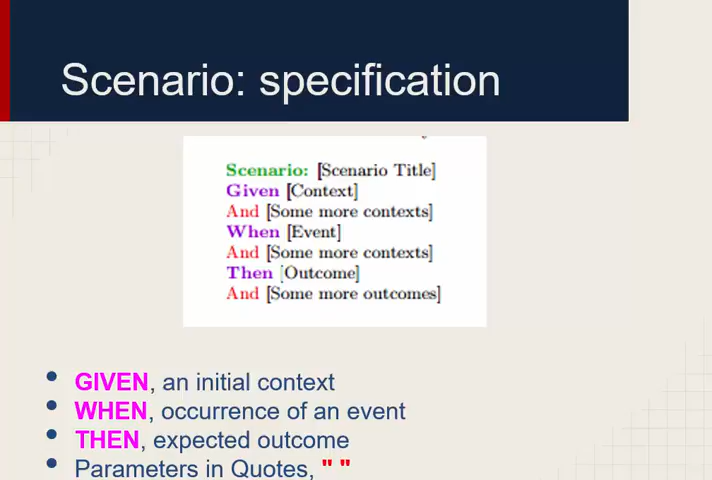 Scenario: specification
Scenario: [Scenario Title]
Given [Context]
And [Some more contexts]
When [Event]
And [Some more contexts]
Then [Outcome]
And [Some more outcomes]
• GIVEN, an initial context
• WHEN, occurrence of an event
• THEN, expected outcome
• Parameters in Quotes, " "